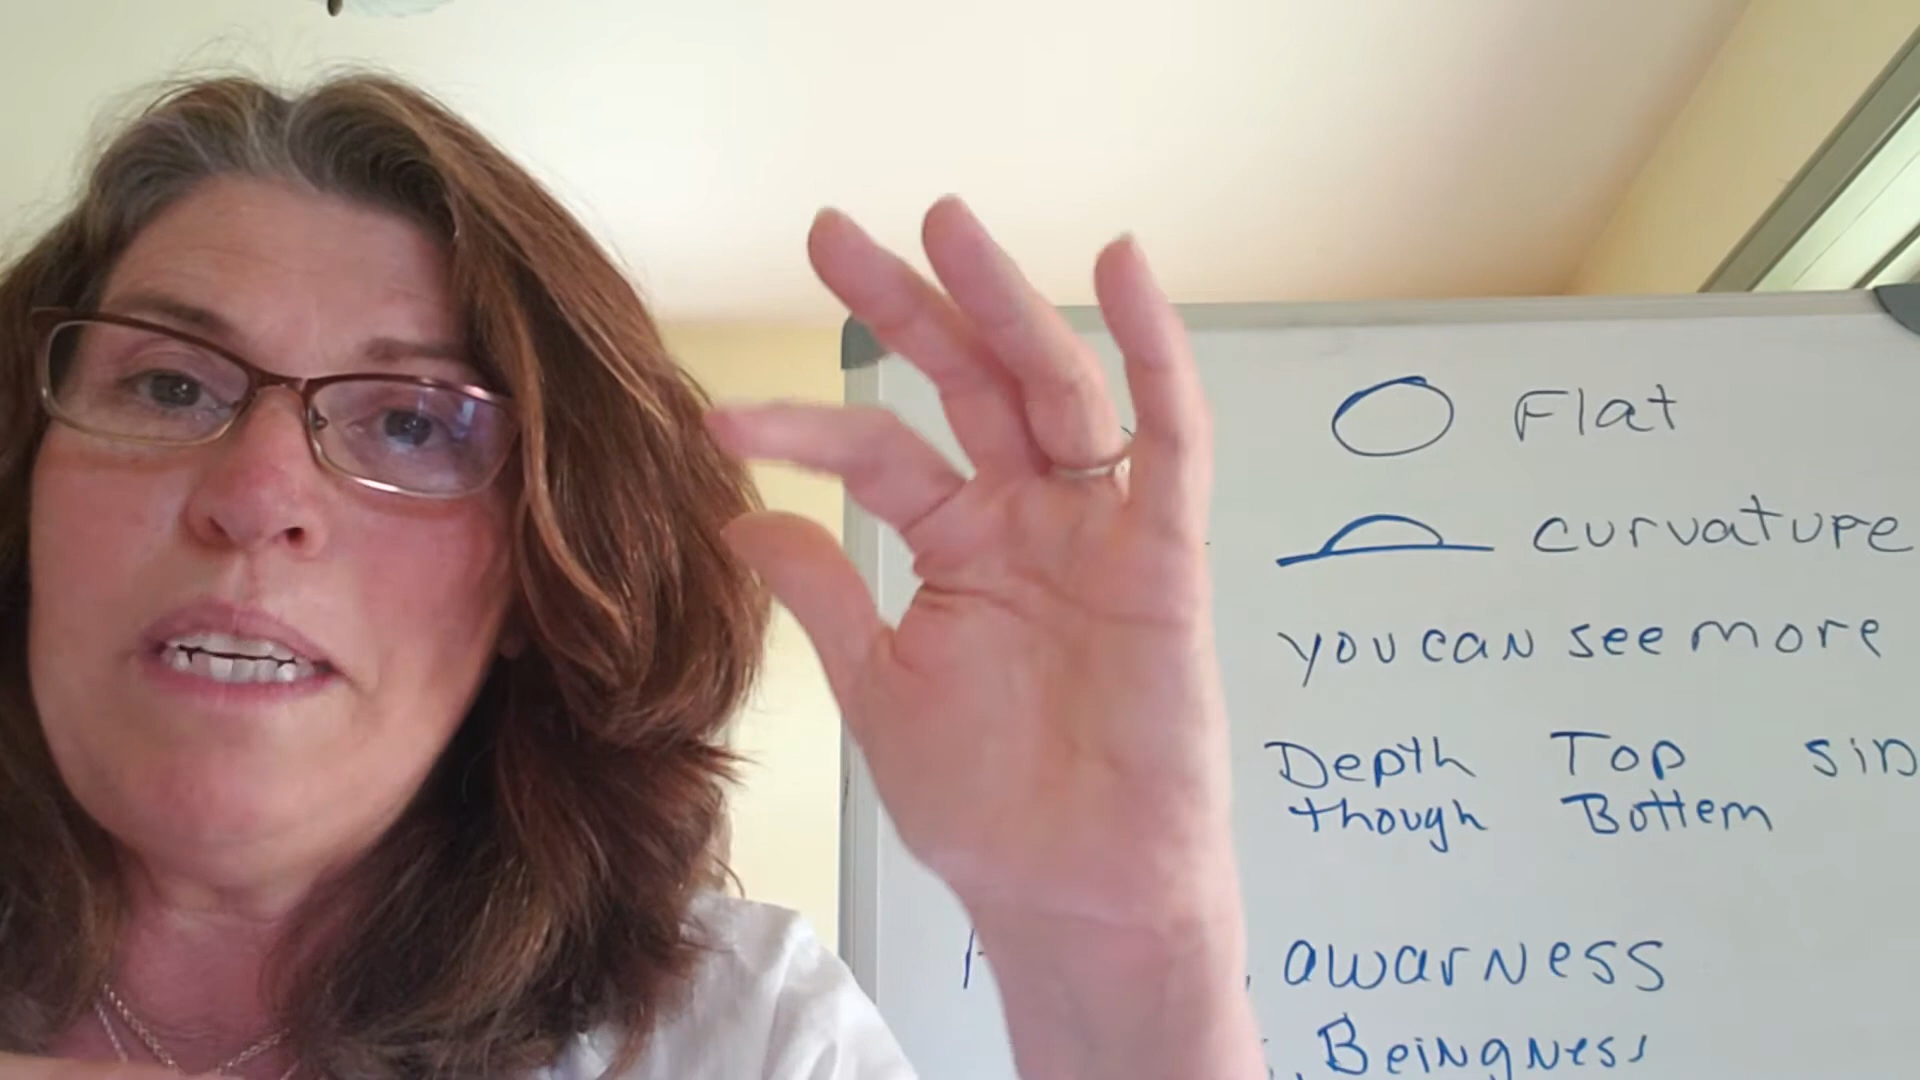 Flat
curvature
you can see more
Depth Top
though Bottem
awarness
Beingness